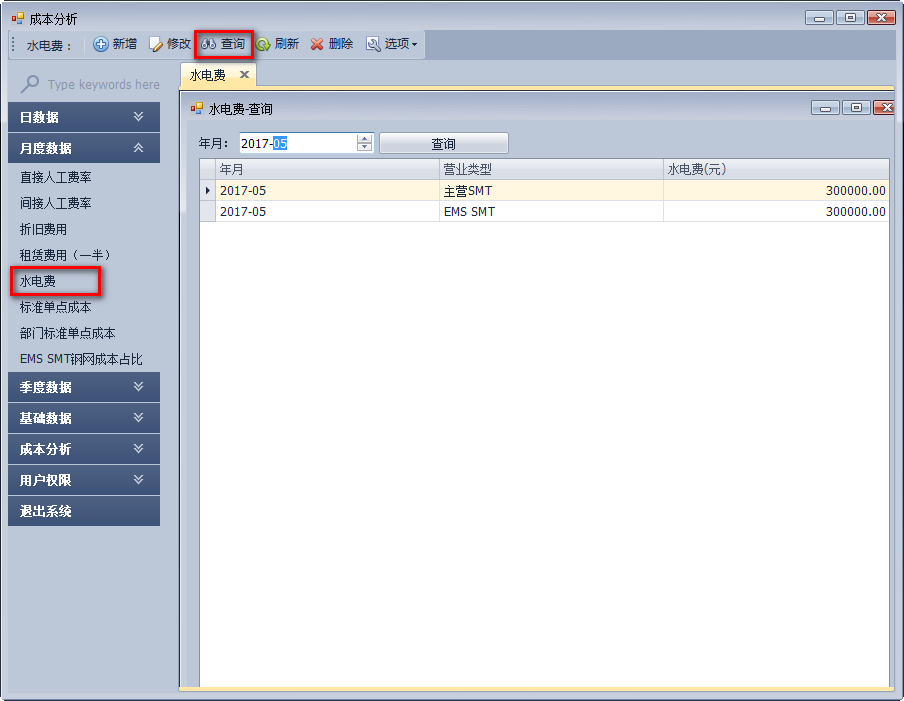 成本分析
水电费： 新增 修改 查询 刷新 删除 选项
Type keywords here
日数据
月度数据
直接人工费率
间接人工费率
折旧费用
租赁费用（一半）
水电费
标准单点成本
部门标准单点成本
EMS SMT钢网成本占比
季度数据
基础数据
成本分析
用户权限
退出系统
水电费
水电费-查询
年月： 2017-05 查询
年月 营业类型 水电费(元)
2017-05 主营SMT 300000.00
2017-05 EMS SMT 300000.00